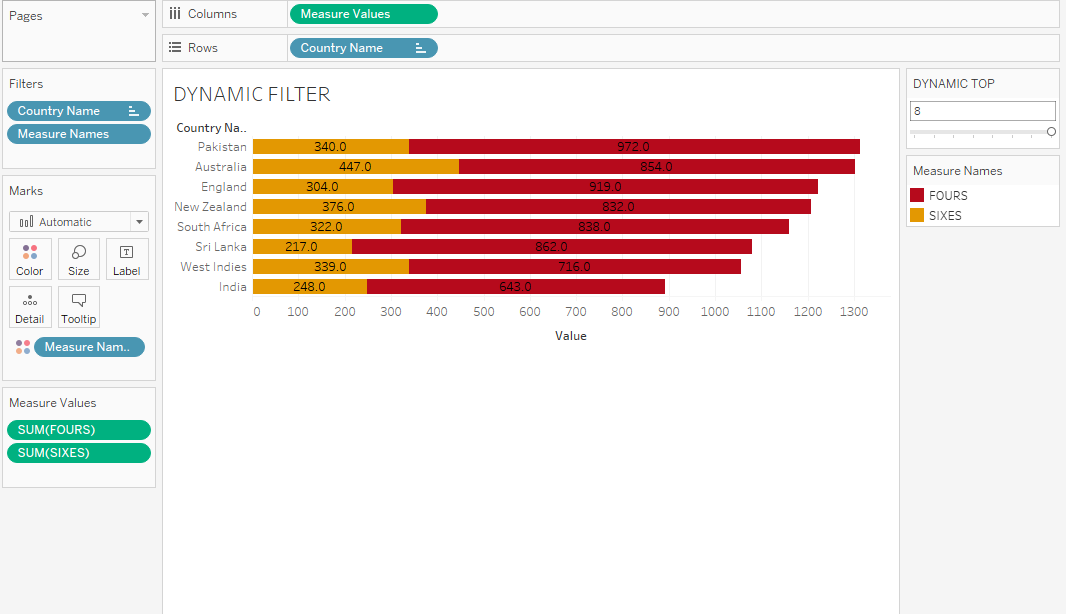 Pages
Columns
Measure Values
Rows
Country Name
Filters
Country Name
Measure Names
Marks
Automatic
Color
Size
Label
Detail
Tooltip
Measure Nam..
Measure Values
SUM(FOURS)
SUM(SIXES)
DYNAMIC FILTER
Country Na..
Pakistan 340.0 972.0
Australia 447.0 854.0
England 304.0 919.0
New Zealand 376.0 832.0
South Africa 322.0 838.0
Sri Lanka 217.0 862.0
West Indies 339.0 716.0
India 248.0 643.0
0 100 200 300 400 500 600 700 800 900 1000 1100 1200 1300
Value
DYNAMIC TOP
8
Measure Names
FOURS
SIXES